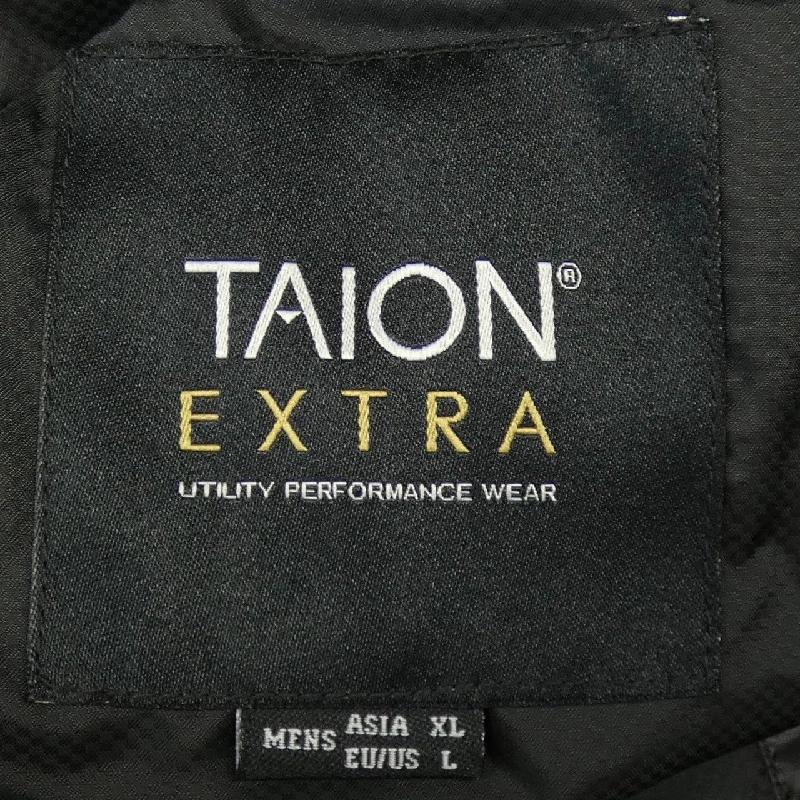 TAION®
EXTRA
UTILITY PERFORMANCE WEAR
MENS ASIA XL
EU/US L